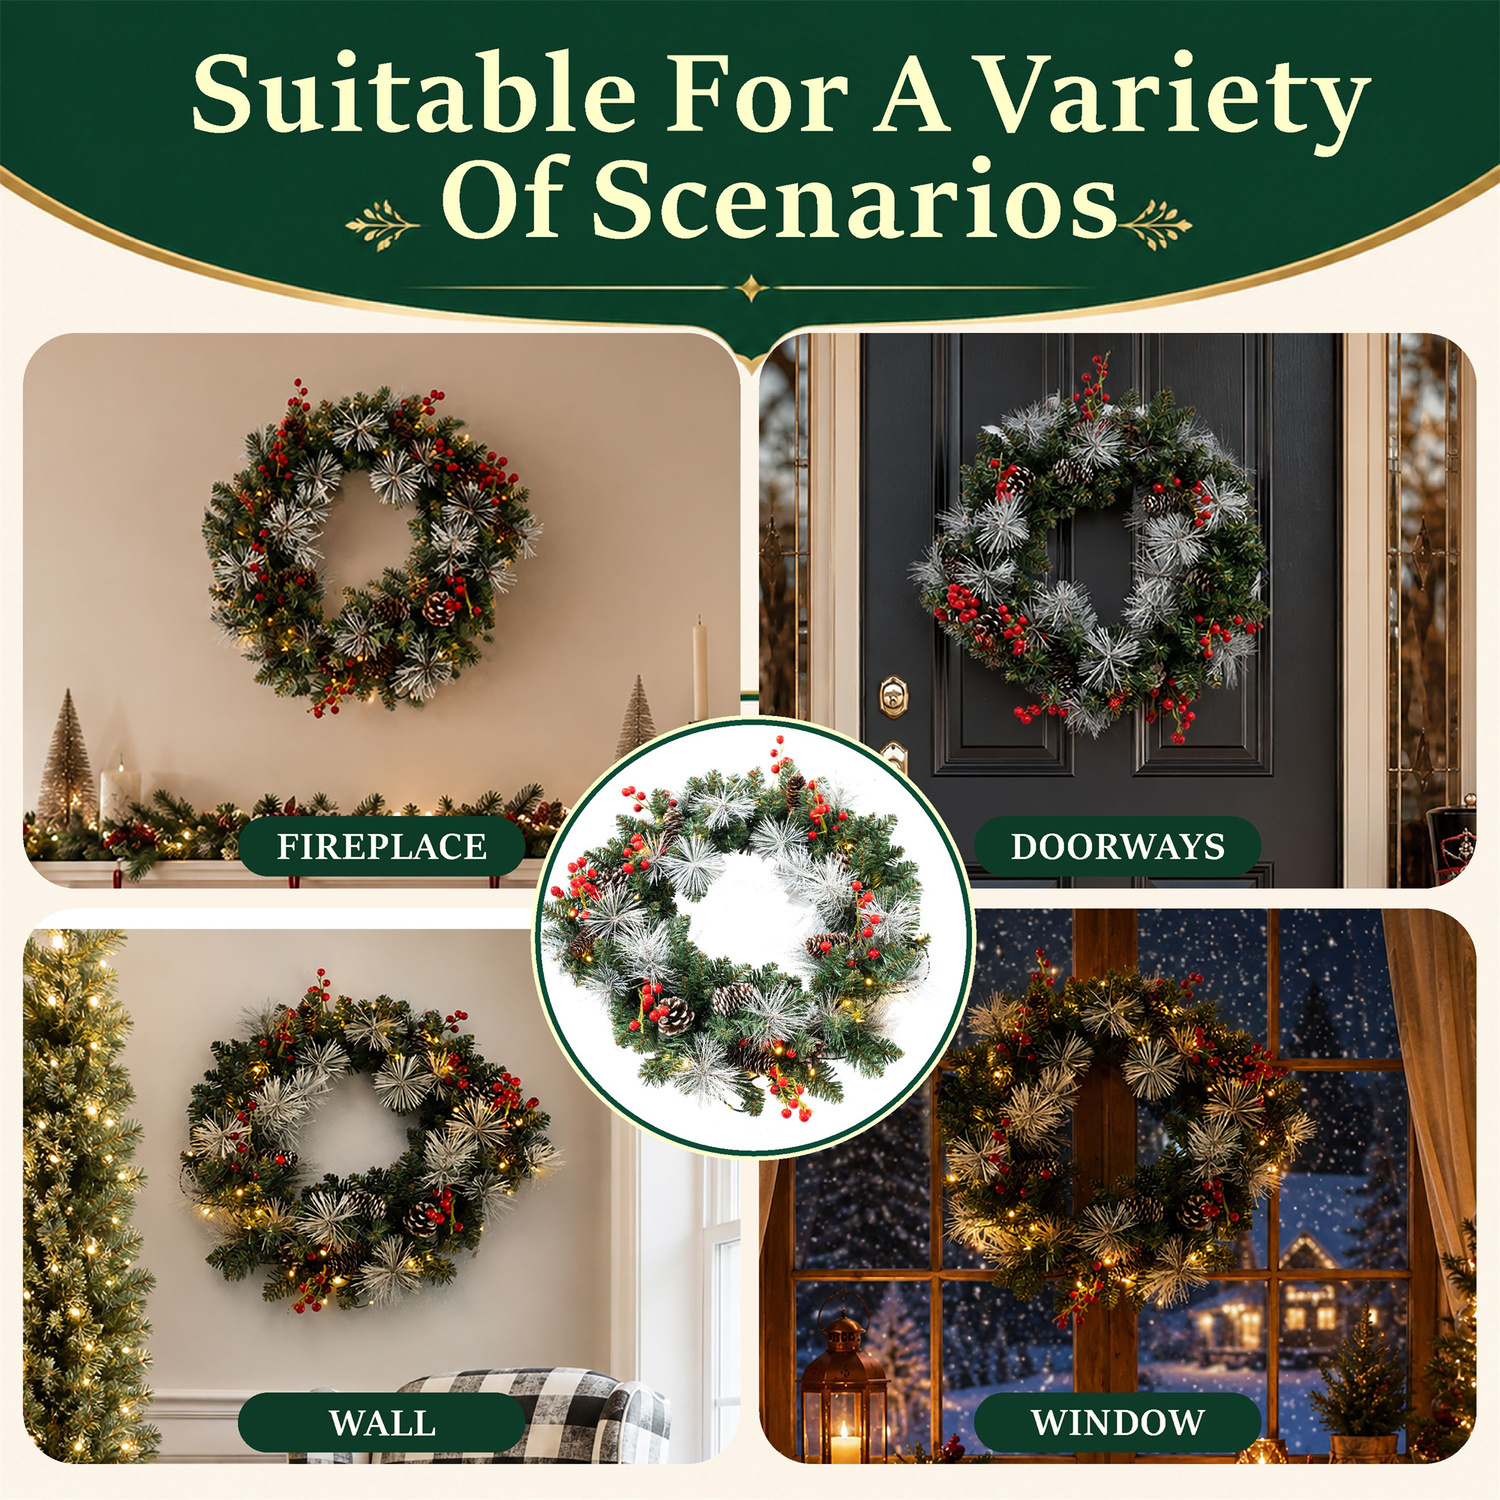 Suitable For A Variety
Of Scenarios
FIREPLACE
DOORWAYS
WALL
WINDOW